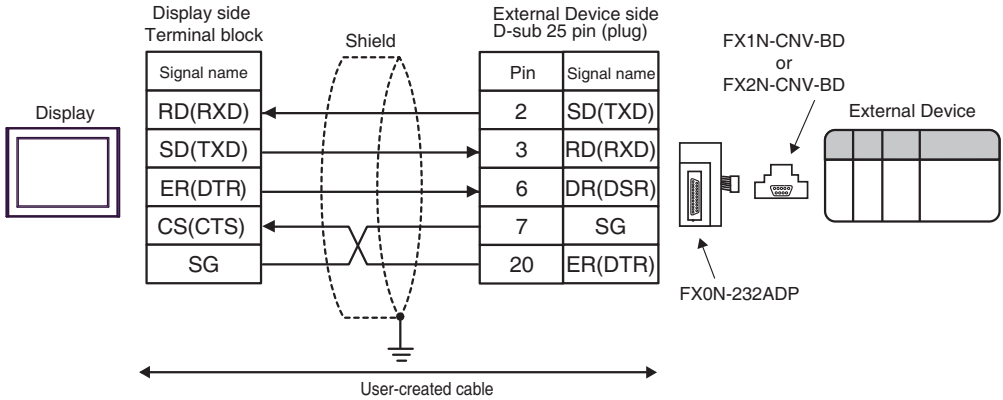 Display side
Terminal block
Shield
External Device side
D-sub 25 pin (plug)
FX1N-CNV-BD
or
FX2N-CNV-BD
Display
External Device
Signal name
Pin
Signal name
RD(RXD)
2
SD(TXD)
SD(TXD)
3
RD(RXD)
ER(DTR)
6
DR(DSR)
CS(CTS)
7
SG
SG
20
ER(DTR)
FX0N-232ADP
User-created cable